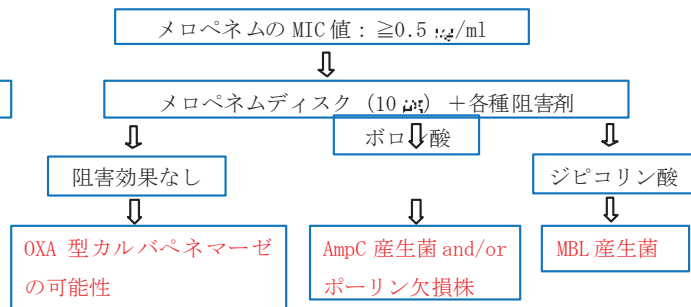 メロペネムの MIC 値：≧0.5 ㎍/ml
メロペネムディスク（10 ㎍）＋各種阻害剤
ボロン酸
阻害効果なし
ジピコリン酸
OXA 型カルバペネマーゼ
の可能性
AmpC 産生菌 and/or
ポーリン欠損株
MBL 産生菌